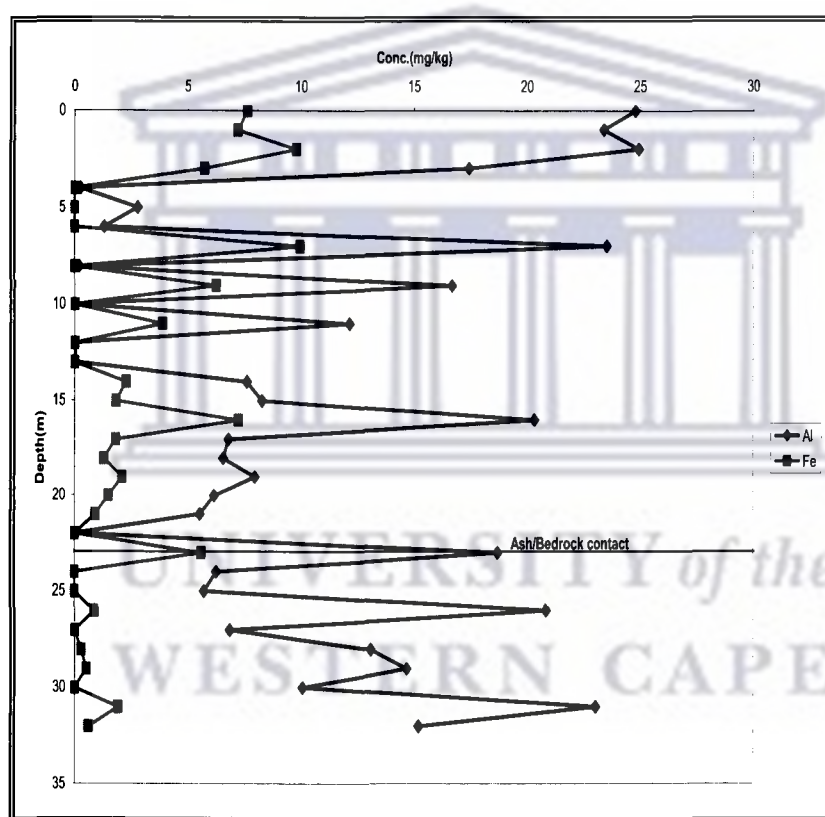 Conc.(mg/kg)
0 5 10 15 20 25 30
0
5
10
15
20
25
30
35
Depth(m)
Al
Fe
Ash/Bedrock contact
UNIVERSITY of the
WESTERN CAPE